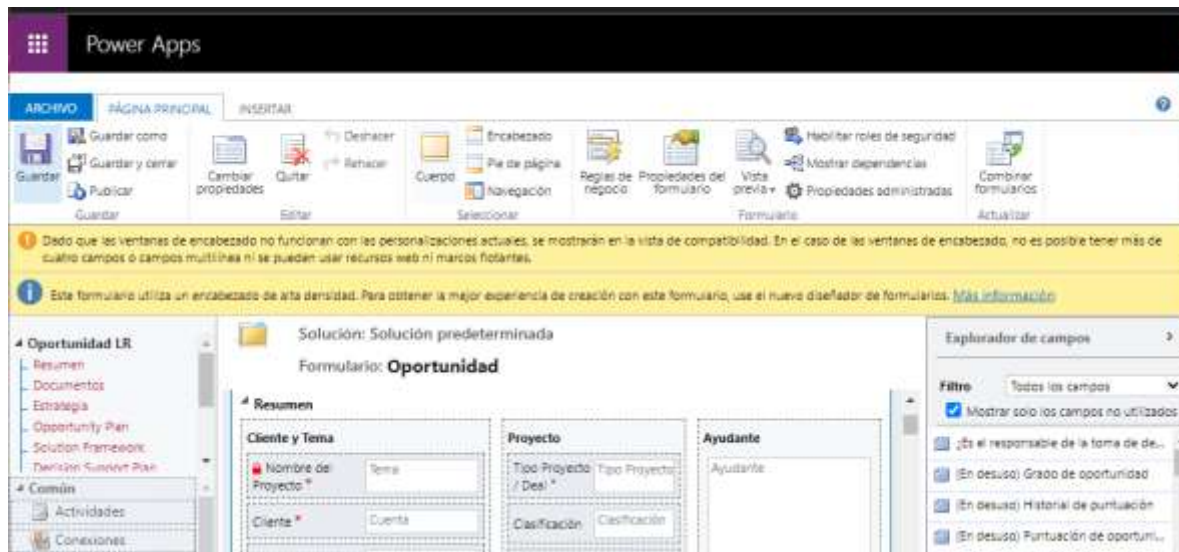 Power Apps
ARCHIVO PÁGINA PRINCIPAL INSERTAR
Guardar
Guardar como
Guardar y cerrar
Publicar
Guardar
Cambiar propiedades
Quitar
Deshacer
Rehacer
Editar
Cuerpo
Encabezado
Pie de página
Navegación
Seleccionar
Reglas de negocio
Propiedades del formulario
Vista previa
Habilitar roles de seguridad
Mostrar dependencias
Propiedades administradas
Formulario
Combinar formularios
Actualizar
Dado que las ventanas de encabezado no funcionan con las personalizaciones actuales, se mostrarán en la vista de compatibilidad. En el caso de las ventanas de encabezado, no es posible tener más de
cuatro campos o campos multilínea ni se pueden usar recursos web ni marcos flotantes.
Este formulario utiliza un encabezado de alta densidad. Para obtener la mejor experiencia de creación con este formulario, use el nuevo diseñador de formularios. Más información
Oportunidad LR
Resumen
Documentos
Estrategia
Opportunity Plan
Solution Framework
Decision Support Plan
Común
Actividades
Conexiones
Solución: Solución predeterminada
Formulario: Oportunidad
Resumen
Cliente y Tema
Nombre del Proyecto * Tema
Cliente * Cuenta
Proyecto
Tipo Proyecto / Deal * Tipo Proyecto
Clasificación Clasificación
Ayudante
Ayudante
Explorador de campos
Filtro Todos los campos
Mostrar solo los campos no utilizados
¿Es el responsable de la toma de de...
(En desuso) Grado de oportunidad
(En desuso) Historial de puntuación
(En desuso) Puntuación de oportuni...